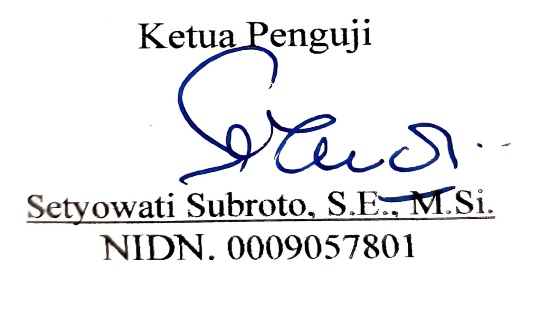 Ketua Penguji
Setyowati Subroto, S.E., M.Si.
NIDN. 0009057801